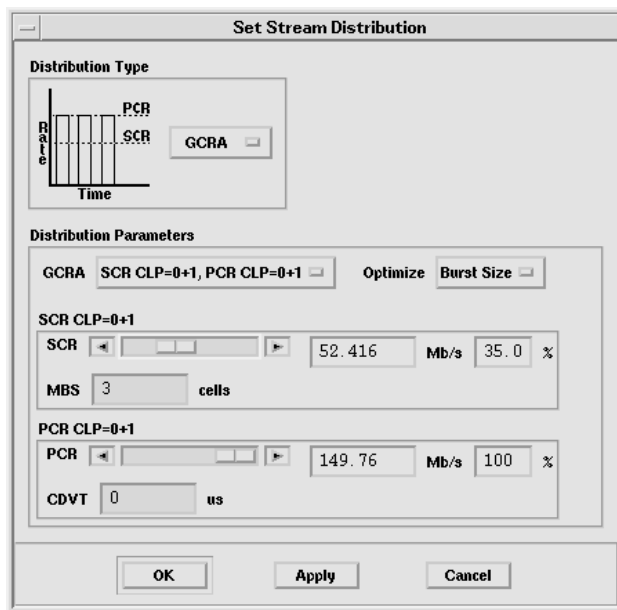 Set Stream Distribution
Distribution Type
Rate
PCR
SCR
Time
GCRA
Distribution Parameters
GCRA SCR CLP=0+1, PCR CLP=0+1 Optimize Burst Size
SCR CLP=0+1
SCR 52.416 Mb/s 35.0 %
MBS 3 cells
PCR CLP=0+1
PCR 149.76 Mb/s 100 %
CDVT 0 us
OK Apply Cancel